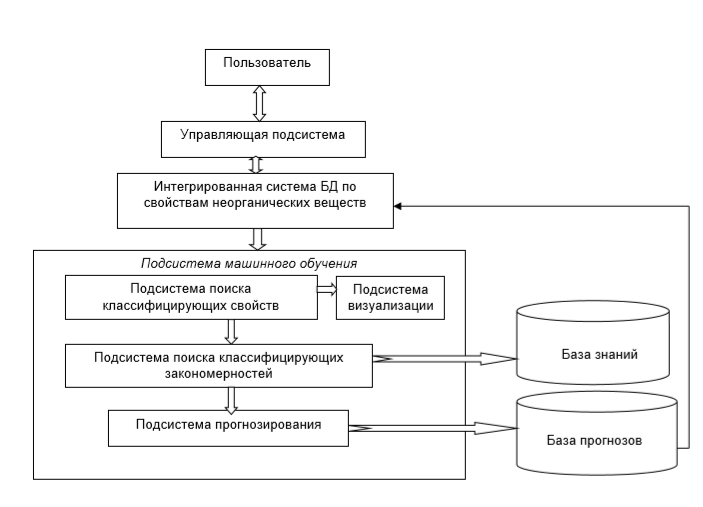 Пользователь
Управляющая подсистема
Интегрированная система БД по
свойствам неорганических веществ
Подсистема машинного обучения
Подсистема поиска
классифицирующих свойств
Подсистема
визуализации
Подсистема поиска классифицирующих
закономерностей
База знаний
Подсистема прогнозирования
База прогнозов